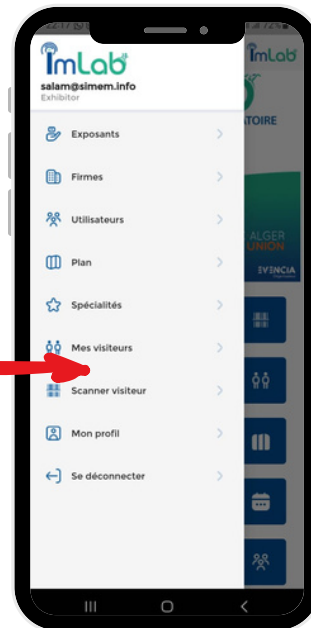 ImLab
salam@simem.info
Exhibitor
Exposants
Firmes
Utilisateurs
Plan
Spécialités
Mes visiteurs
Scanner visiteur
Mon profil
Se déconnecter
ImLab
TOIRE
ALGER
UNION
EVENCIA